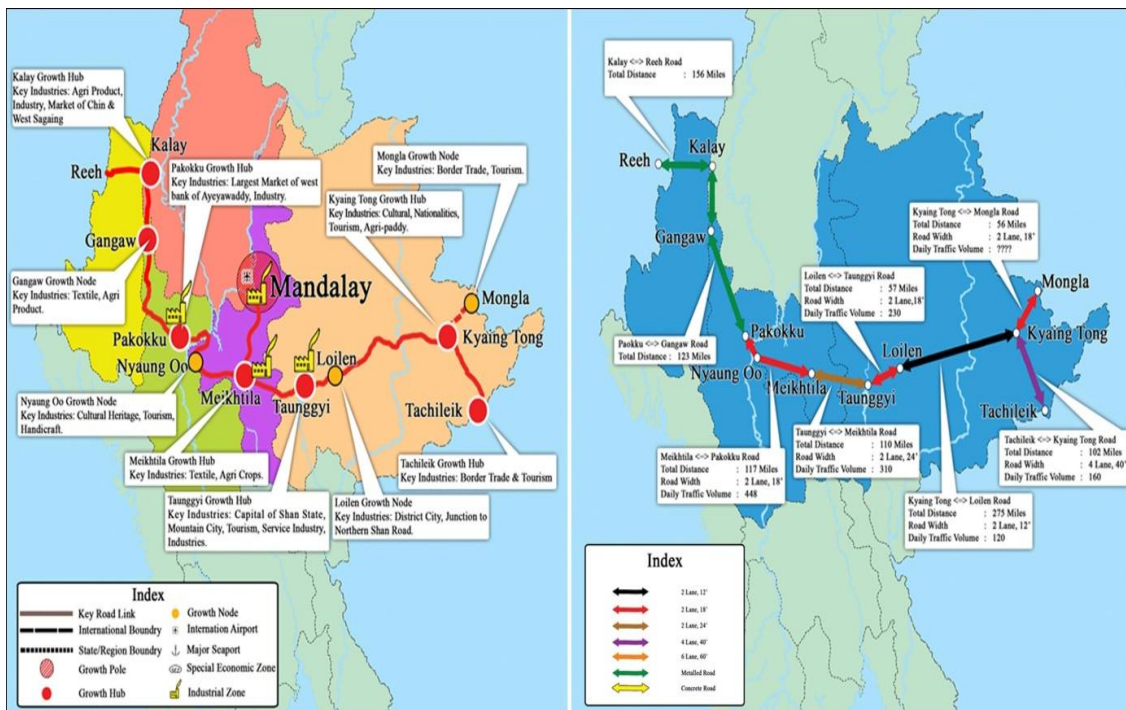 Kalay Growth Hub
Key Industries: Agri Product,
Industry, Market of Chin &
West Sagaing
Kalay
Reeh
Pakokku Growth Hub
Key Industries: Largest Market of west
bank of Ayeyawaddy, Industry.
Mongla Growth Node
Key Industries: Border Trade, Tourism.
Kyaing Tong Growth Hub
Key Industries: Cultural, Nationalities,
Tourism, Agri-paddy.
Gangaw
Gangaw Growth Node
Key Industries: Textile, Agri
Product.
Mandalay
Mongla
Pakokku
Kyaing Tong
Nyaung Oo
Loilen
Meikhtila
Taunggyi
Tachileik
Nyaung Oo Growth Node
Key Industries: Cultural Heritage, Tourism,
Handicraft.
Meikhtila Growth Hub
Key Industries: Textile, Agri Crops.
Taunggyi Growth Hub
Key Industries: Capital of Shan State,
Mountain City, Tourism, Service Industry,
Industries.
Loilen Growth Node
Key Industries: District City, Junction to
Northern Shan Road.
Tachileik Growth Hub
Key Industries: Border Trade & Tourism
Index
Key Road Link
International Boundry
State/Region Boundry
Growth Pole
Growth Hub
Growth Node
Internation Airport
Major Seaport
SEZ Special Economic Zone
Industrial Zone
Kalay <=> Reeh Road
Total Distance : 156 Miles
Reeh
Kalay
Gangaw
Kyaing Tong <=> Mongla Road
Total Distance : 56 Miles
Road Width : 2 Lane, 18'
Daily Traffic Volume : ????
Loilen <=> Taunggyi Road
Total Distance : 57 Miles
Road Width : 2 Lane,18'
Daily Traffic Volume : 230
Mongla
Paokku <=> Gangaw Road
Total Distance : 123 Miles
Pakokku
Kyaing Tong
Nyaung Oo
Loilen
Meikhtila
Taunggyi
Tachileik
Meikhtila <=> Pakokku Road
Total Distance : 117 Miles
Road Width : 2 Lane, 18'
Daily Traffic Volume : 448
Taunggyi <=> Meikhtila Road
Total Distance : 110 Miles
Road Width : 2 Lane, 24'
Daily Traffic Volume : 310
Tachileik <=> Kyaing Tong Road
Total Distance : 102 Miles
Road Width : 4 Lane, 40'
Daily Traffic Volume : 160
Kyaing Tong <=> Loilen Road
Total Distance : 275 Miles
Road Width : 2 Lane, 12'
Daily Traffic Volume : 120
Index
2 Lane, 12'
2 Lane, 18'
2 Lane, 24'
4 Lane, 40'
6 Lane, 60'
Metalled Road
Concrete Road